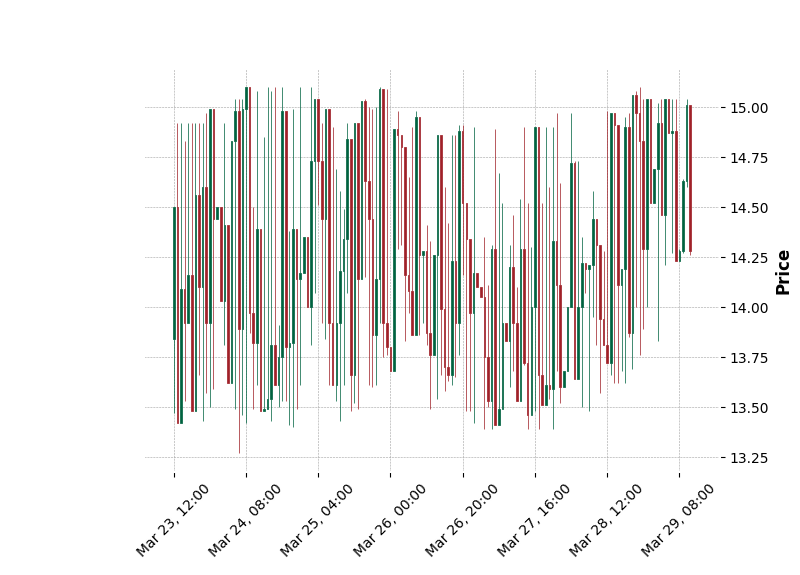 15.00
14.75
14.50
14.25
14.00
13.75
13.50
13.25
Price
Mar 23, 12:00
Mar 24, 08:00
Mar 25, 04:00
Mar 26, 00:00
Mar 26, 20:00
Mar 27, 16:00
Mar 28, 12:00
Mar 29, 08:00